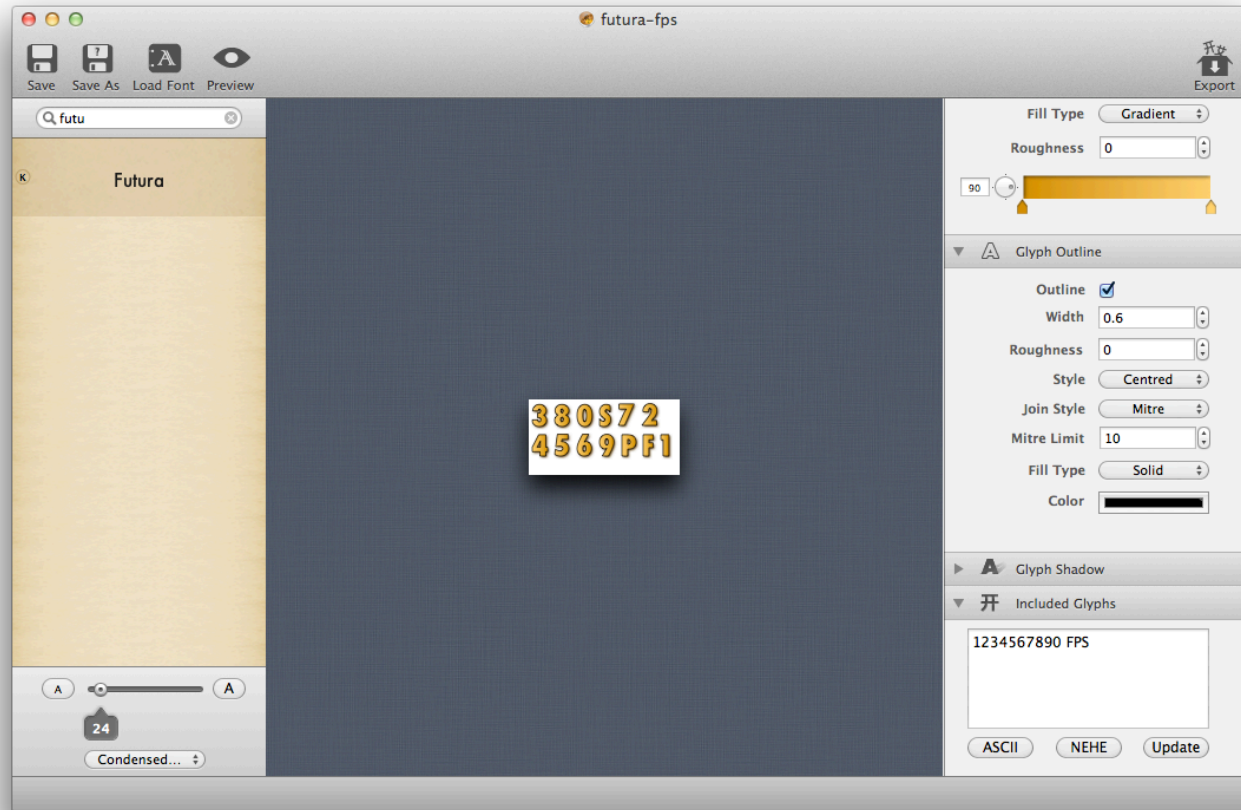 futura-fps
Save Save As Load Font Preview
Export
futu
K
Futura
A A
24
Condensed...
380S72
4569PF1
Fill Type Gradient
Roughness 0
90
Glyph Outline
Outline
Width 0.6
Roughness 0
Style Centred
Join Style Mitre
Mitre Limit 10
Fill Type Solid
Color
Glyph Shadow
Included Glyphs
1234567890 FPS
ASCII NEHE Update